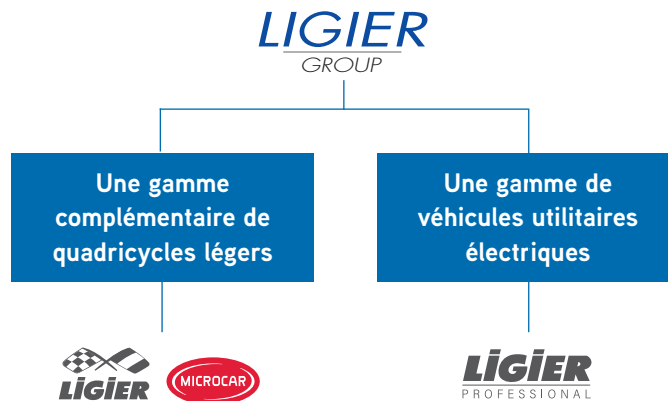 LIGIER
GROUP
Une gamme
complémentaire de
quadricycles légers
Une gamme de
véhicules utilitaires
électriques
LIGIER
MICROCAR
LIGIER
PROFESSIONAL